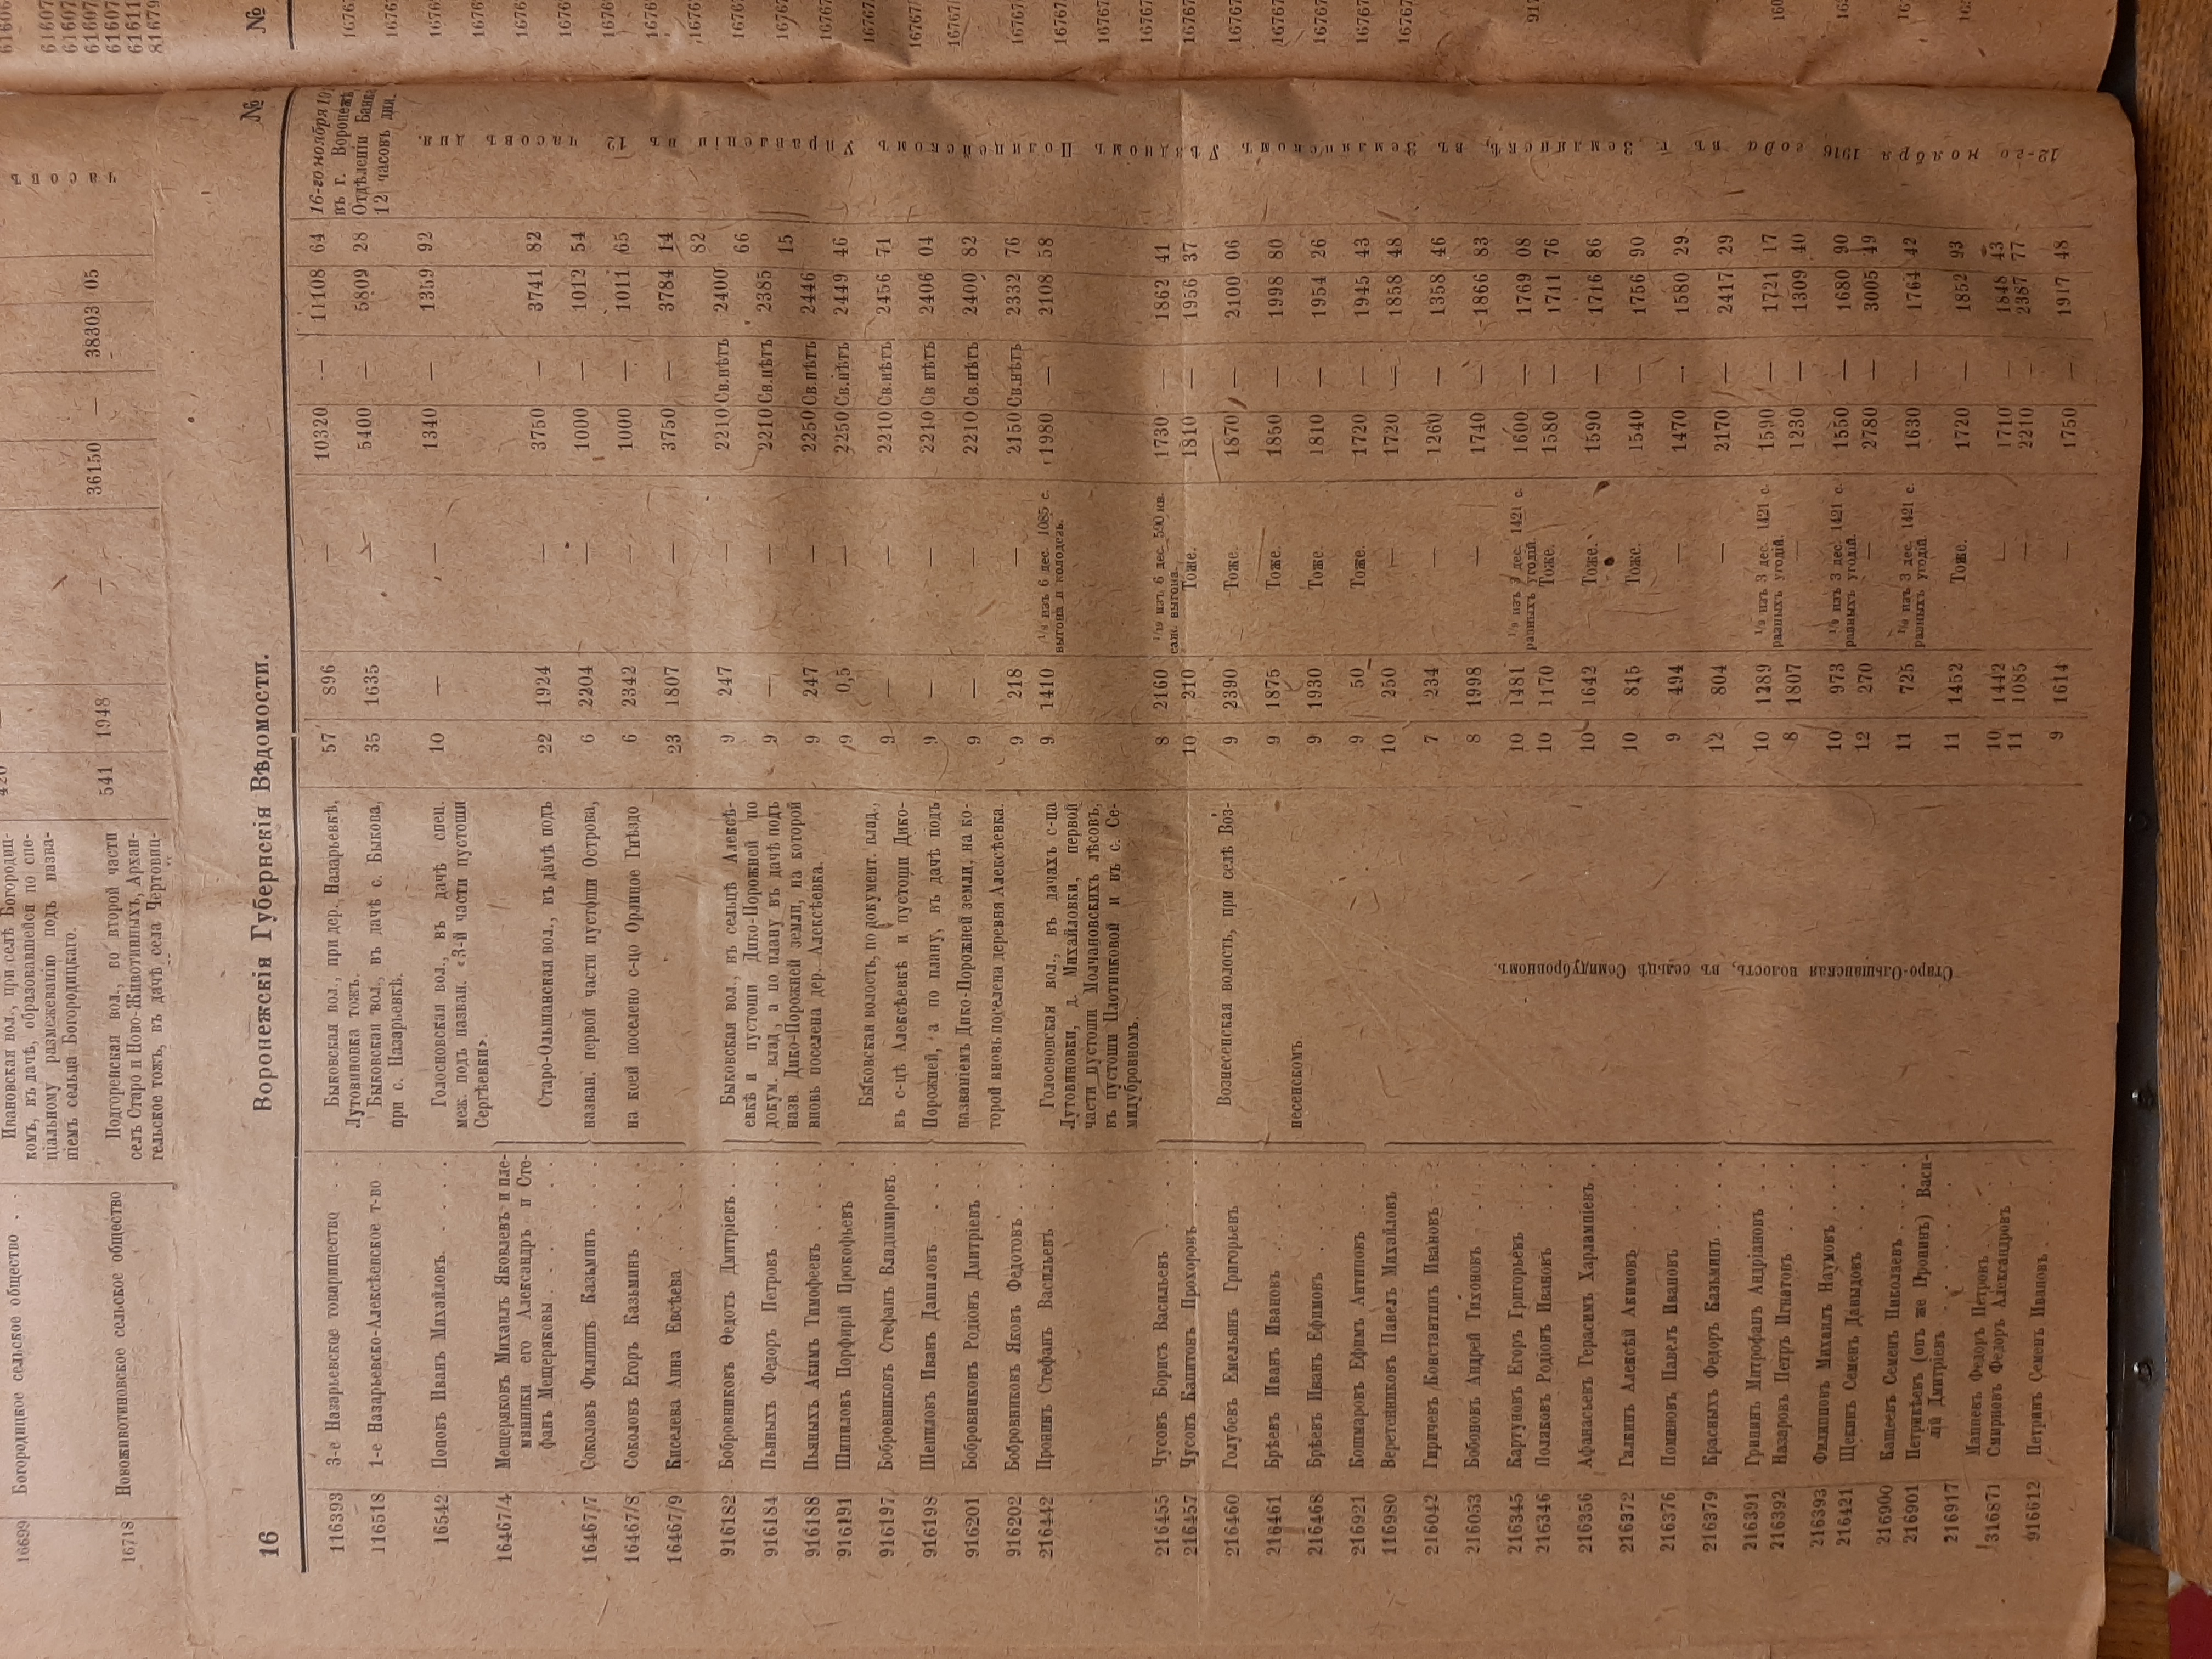 16699 Богородицкое сельское общество . .
Ивановская вол., при селѣ Богородиц-
комъ, въ дачѣ, образовавшейся по спе-
ціальному размежеванію подъ назва-
ніемъ сельца Богородицкаго.
420 —
16718 Новоживотиновское сельское общество
Подгоренская вол., во второй части
селъ Старо и Ново-Животинныхъ, Архан-
гельское тожъ, въ дачѣ села Чертовиц-
541 1948 — 36150 — 38303 05
часовъ
16 Воронежскія Губернскія Вѣдомости. №
116393 3-е Назарьевское товарищество . . Быковская вол., при дер. Назарьевкѣ, 57 896 — 10320 — 11108 64
Лутовиновка тожъ.
116518 1-е Назарьевско-Алексѣевское т-во . Быковская вол., въ дачѣ с. Быкова, 35 1635 — 5400 — 5809 28
при с. Назарьевкѣ.
16-го ноября
въ г. Воронежѣ
Отдѣленіи Банка
12 часовъ дня.
16542 Поповъ Иванъ Михайловъ. . . . . Голосновская вол., въ дачѣ спец. 10 — — 1340 — 1359 92
меж. подъ назван. «3-й части пустоши
Сергѣевки».
16467/4 Мещеряковъ Михаилъ Яковлевъ и пле-
мянники его Александръ и Сте-
фанъ Мещеряковы . . . . . . Старо-Ольшанская вол., въ дачѣ подъ 22 1924 — 3750 — 3741 82
16467/7 Соколовъ Филиппъ Казьминъ . . . назван. первой части пустоши Острова, 6 2204 — 1000 — 1012 54
16467/8 Соколовъ Егоръ Казьминъ . . . . на коей поселено с-цо Орлиное Гнѣздо 6 2342 — 1000 — 1011 65
16467/9 Киселева Анна Евсѣева . . . . . 23 1807 — 3750 — 3784 14
916182 Бобровниковъ Ѳедотъ Дмитріевъ . . 9 247 — 2210 Св.нѣтъ 2400 82
916184 Пьяныхъ Федоръ Петровъ . . . . 9 — — 2210 Св.нѣтъ 2385 66
916188 Пьяныхъ Акимъ Тимофеевъ . . . . 9 247 — 2250 Св.нѣтъ 2446 15
Быковская вол., въ сельцѣ Алексѣ-
евкѣ и пустоши Дико-Порожней по
докум. влад., а по плану въ дачѣ подъ
назв. Дико-Порожней земли, на которой
вновь поселена дер. Алексѣевка.
916191 Шипиловъ Порфирій Прокофьевъ . 9 0,5 — 2250 Св.нѣтъ 2449 46
916197 Бобровниковъ Стефанъ Владимировъ . 9 — — 2210 Св.нѣтъ 2456 71
916198 Шепиловъ Иванъ Даниловъ . . . . 9 — — 2210 Св нѣтъ 2406 04
916201 Бобровниковъ Родіонъ Дмитріевъ . . 9 — — 2210 Св.нѣтъ 2400 82
916202 Бобровниковъ Яковъ Федотовъ . . . 9 218 — 2150 Св.нѣтъ 2332 76
Быковская волость, по документ. влад.,
въ с-цѣ Алексѣевкѣ и пустоши Дико-
Порожней, а по плану, въ дачѣ подъ
названіемъ Дико-Порожней земли, на ко-
торой вновь поселена деревня Алексѣевка.
216442 Пронинъ Стефанъ Васильевъ . . . Голосновская вол., въ дачахъ с-ца 9 1410 1/8 изъ 6 дес. 1085 с. 1980 — 2108 58
выгона и колодезь.
Лутовиновки, д. Михайловки, первой
части пустоши Молчановскихъ лѣсовъ,
въ пустоши Плотниковой и въ с. Се-
мидубровномъ.
216455 Чусовъ Борисъ Васильевъ . . . 8 2160 1/19 изъ 6 дес. 590 кв. 1730 — 1862 41
саж. выгона.
216457 Чусовъ Капитонъ Прохоровъ . . 10 210 Тоже. 1810 — 1956 37
216460 Голубевъ Емельянъ Григорьевъ . Вознесенская волость, при селѣ Воз- 9 2390 Тоже. 1870 — 2100 06
216461 Брѣевъ Иванъ Ивановъ . . . . . 9 1875 Тоже. 1850 — 1998 80
несенскомъ.
216468 Брѣевъ Иванъ Ефимовъ . . . . . 9 1930 Тоже. 1810 — 1954 26
216921 Кошмаровъ Ефимъ Антиповъ . . . 9 50 Тоже. 1720 — 1945 43
116980 Веретенниковъ Павелъ Михайловъ . 10 250 — 1720 — 1858 48
216042 Гиричевъ Константинъ Ивановъ . . 7 234 — 1260 — 1358 46
216053 Бобоновъ Андрей Тихоновъ . . . . 8 1998 — 1740 — 1866 83
216345 Картуновъ Егоръ Григорьевъ . . . 10 1481 1/9 изъ 3 дес. 1421 с. 1600 — 1769 08
разныхъ угодій.
216346 Поляковъ Родіонъ Ивановъ . . . 10 1170 Тоже. 1580 — 1711 76
216356 Афанасьевъ Герасимъ Харлампіевъ . 10 1642 Тоже. 1590 — 1716 86
216372 Галкинъ Алексѣй Акимовъ . . . . 10 815 Тоже. 1540 — 1756 90
216376 Поминовъ Павелъ Ивановъ . . . 9 494 — 1470 — 1580 29
216379 Красныхъ Федоръ Казьминъ . . . . 12 804 — 2170 — 2417 29
216391 Грининъ Митрофанъ Андріановъ . . 10 1289 1/9 изъ 3 дес. 1421 с. 1590 — 1721 17
разныхъ угодій.
216392 Назаровъ Петръ Игнатовъ . . . . 8 1807 — 1230 — 1309 40
216393 Филипповъ Михаилъ Наумовъ . . . 10 973 1/9 изъ 3 дес. 1421 с. 1550 — 1680 90
разныхъ угодій.
216421 Щекинъ Семенъ Давыдовъ . . . 12 270 — 2780 — 3005 49
216900 Кащеевъ Семенъ Николаевъ . . . . 11 725 1/9 изъ 3 дес. 1421 с. 1630 — 1764 42
разныхъ угодій.
216901 Петрикѣевъ (онъ же Пронинъ) Васи-
лій Дмитріевъ . . . . . . 11 1452 Тоже. 1720 — 1852 93
216917 Маннев­ъ Федоръ Петровъ . . . . 10 1442 — 1710 — 1848 43
316871 Смирновъ Федоръ Александровъ . 11 1085 — 2210 — 2387 77
916612 Петринъ Семенъ Ивановъ . . . . . 9 1614 — 1750 — 1917 48
Старо-Ольшанская волость, въ сельцѣ Семидубровномъ.
12-го ноября 1916 года въ г. Землянскѣ, въ Землянскомъ Уѣздномъ Полицейскомъ Управленіи въ 12 часовъ дня.
№